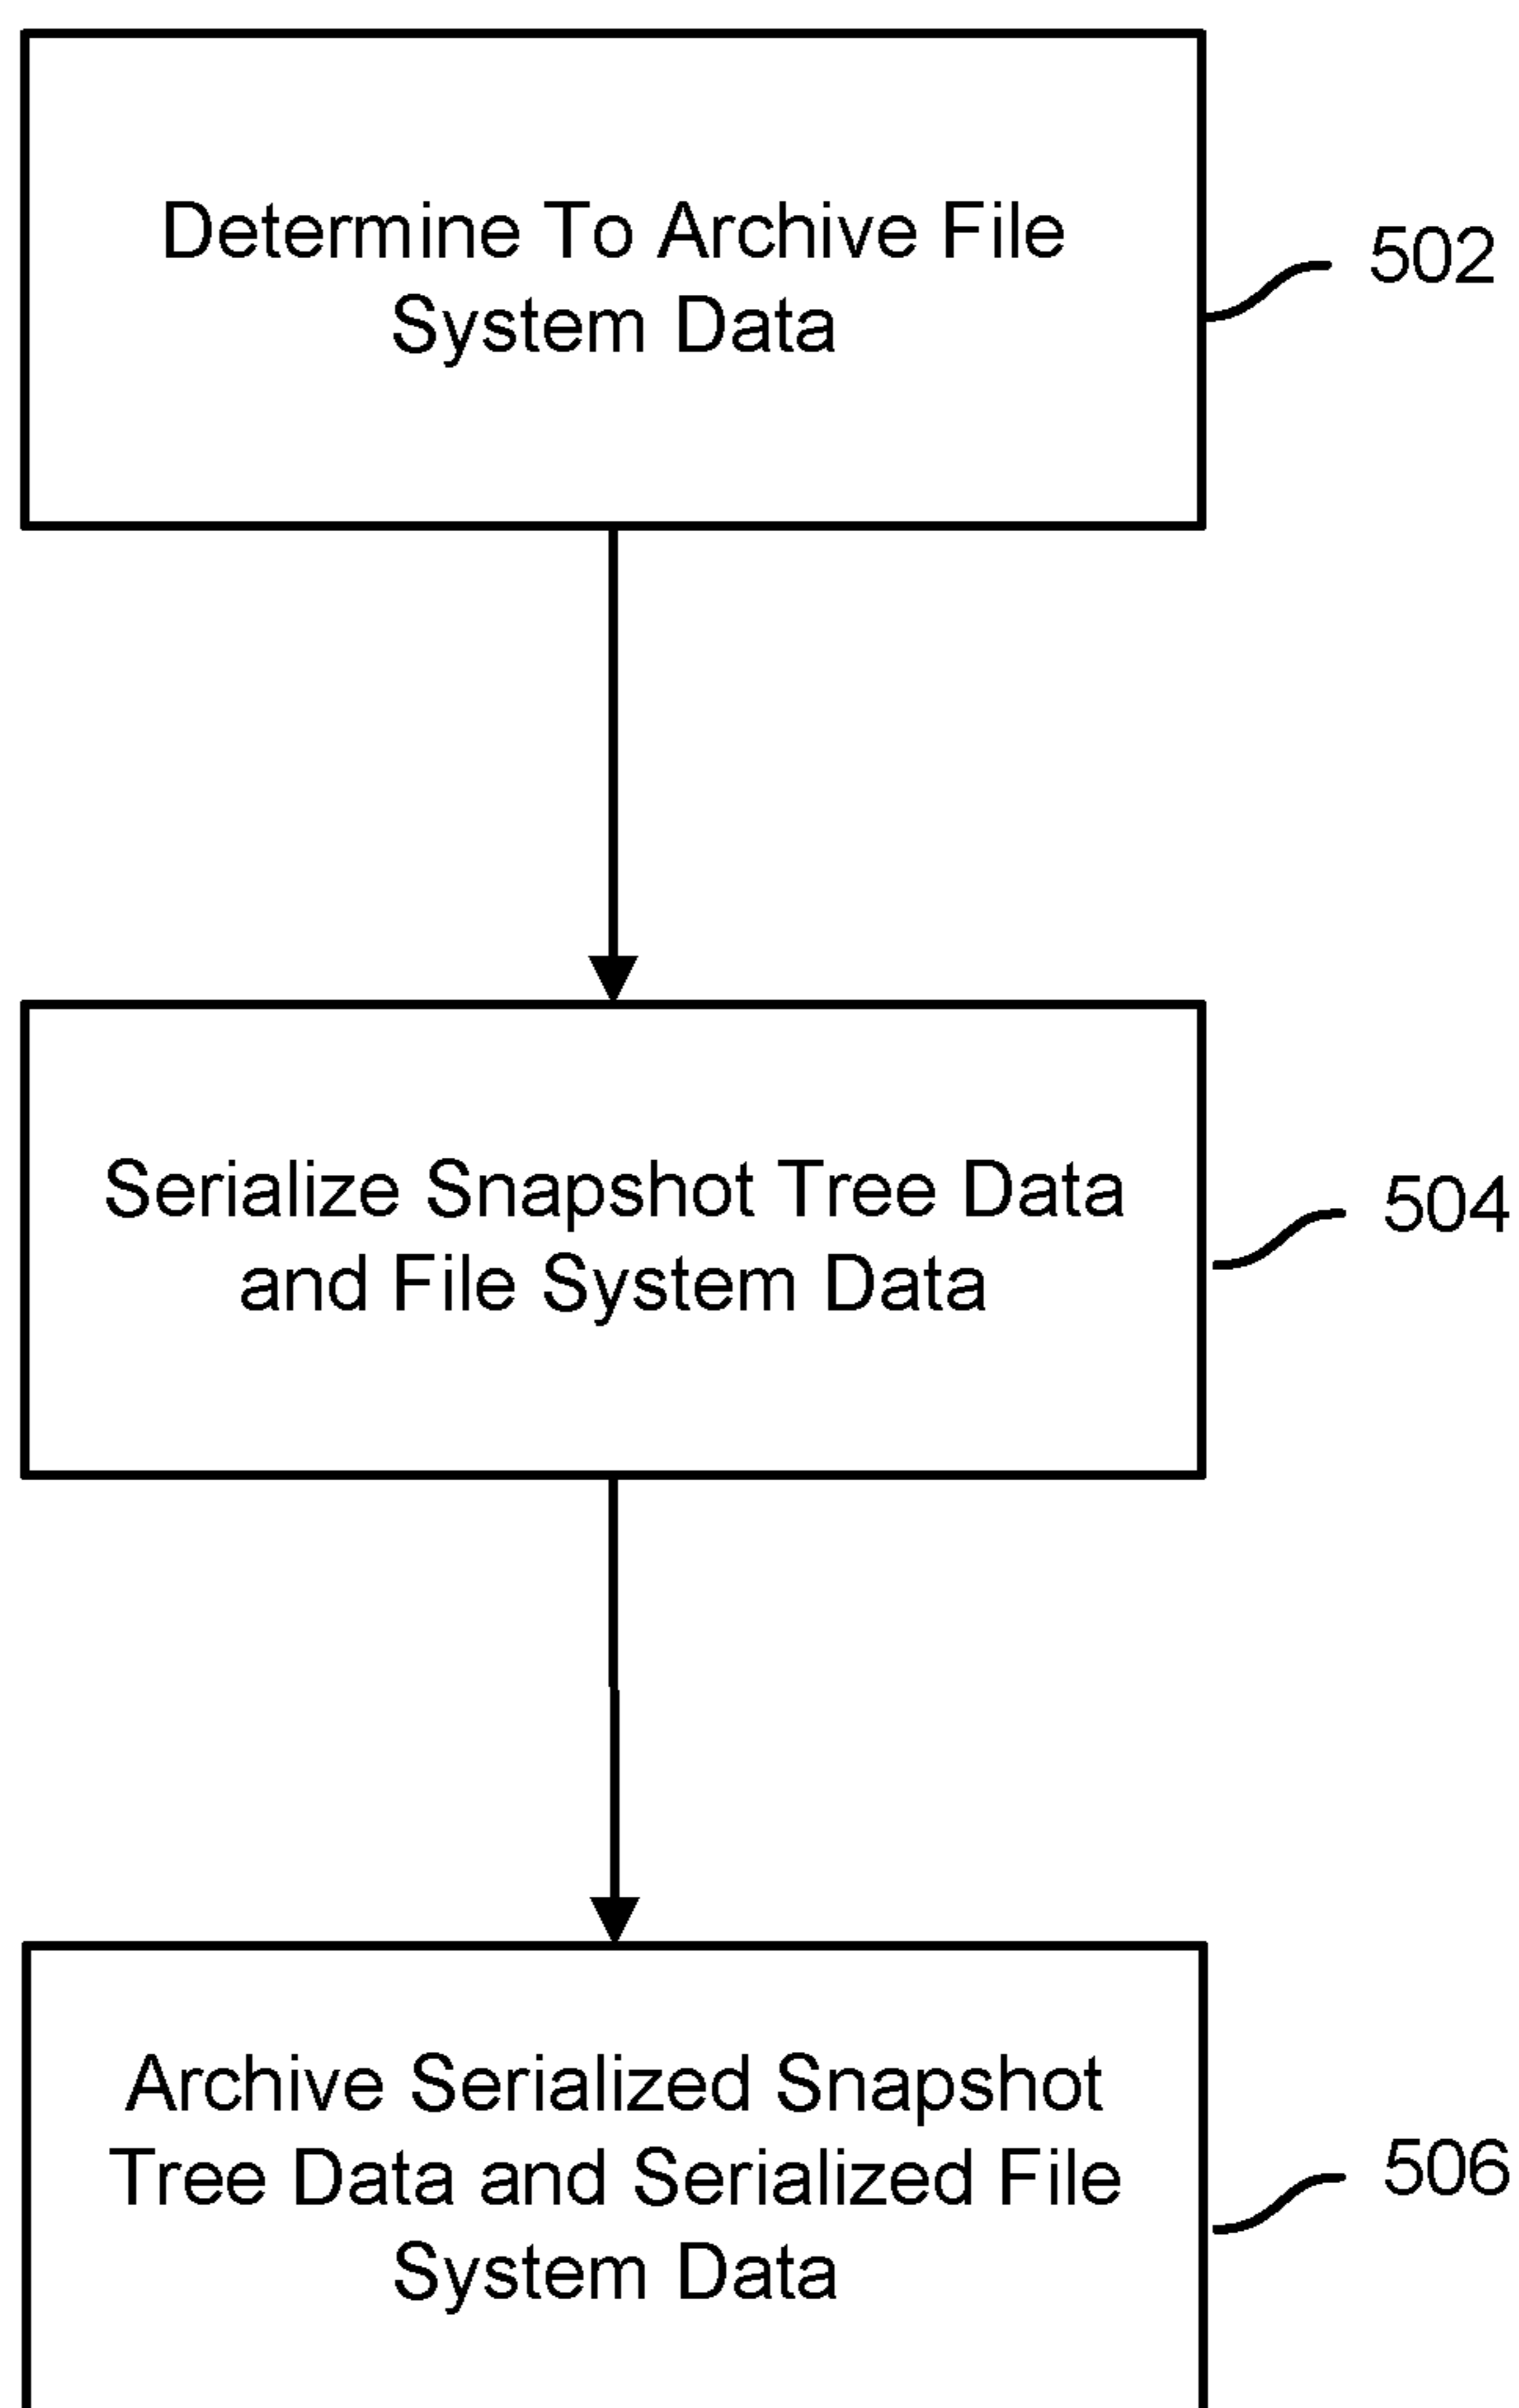 Determine To Archive File
System Data
502
Serialize Snapshot Tree Data
and File System Data
504
Archive Serialized Snapshot
Tree Data and Serialized File
System Data
506